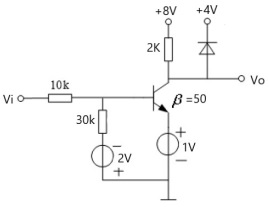 +8V +4V
2K
Vo
10k
Vi
β=50
30k
− +
2V
+ 1V
−
+